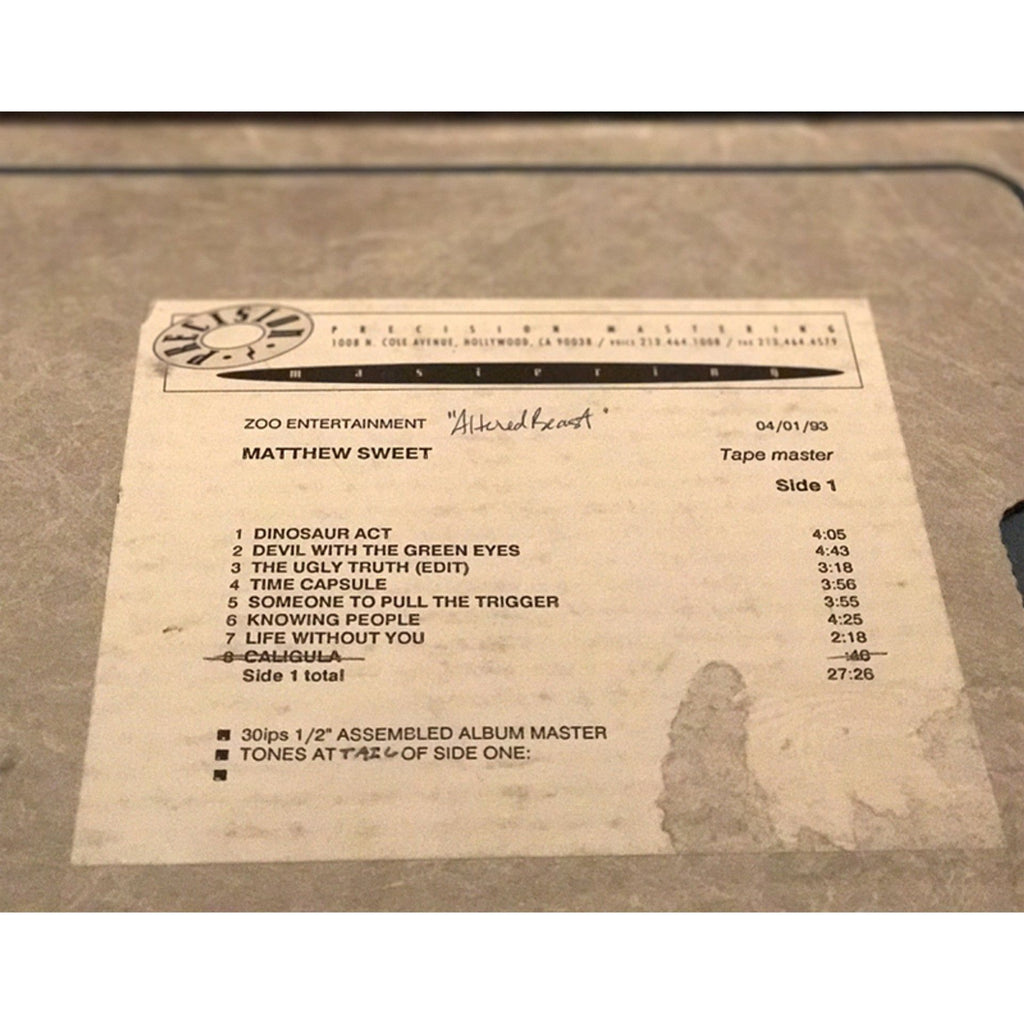 PRECISION
PRECISION MASTERING
1008 N. COLE AVENUE, HOLLYWOOD, CA 90038 / VOICE 213.464.1008 / FAX 213.464.4579
mastering
ZOO ENTERTAINMENT "Altered Beast" 04/01/93
MATTHEW SWEET Tape master
Side 1
1 DINOSAUR ACT 4:05
2 DEVIL WITH THE GREEN EYES 4:43
3 THE UGLY TRUTH (EDIT) 3:18
4 TIME CAPSULE 3:56
5 SOMEONE TO PULL THE TRIGGER 3:55
6 KNOWING PEOPLE 4:25
7 LIFE WITHOUT YOU 2:18
8 CALIGULA :46
Side 1 total 27:26
30ips 1/2" ASSEMBLED ALBUM MASTER
TONES AT TAIL OF SIDE ONE: